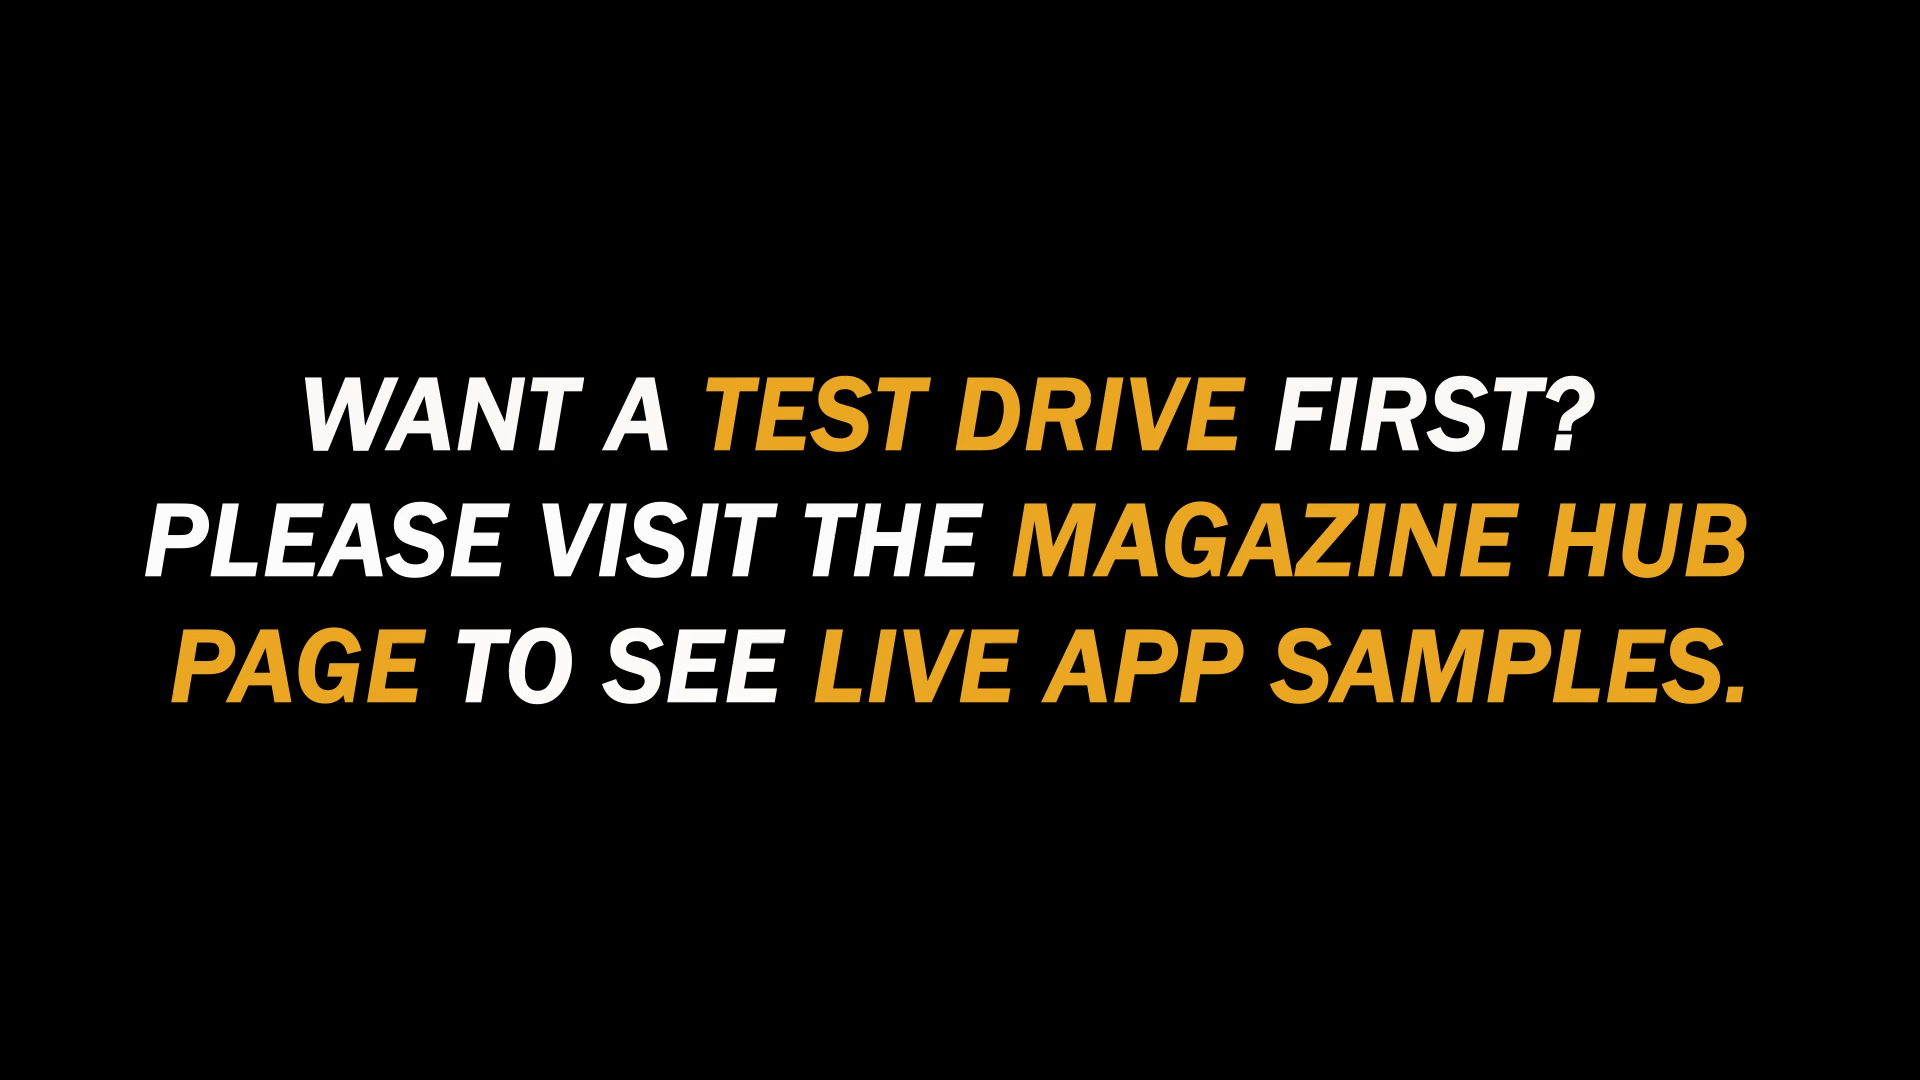 WANT A TEST DRIVE FIRST?
PLEASE VISIT THE MAGAZINE HUB
PAGE TO SEE LIVE APP SAMPLES.